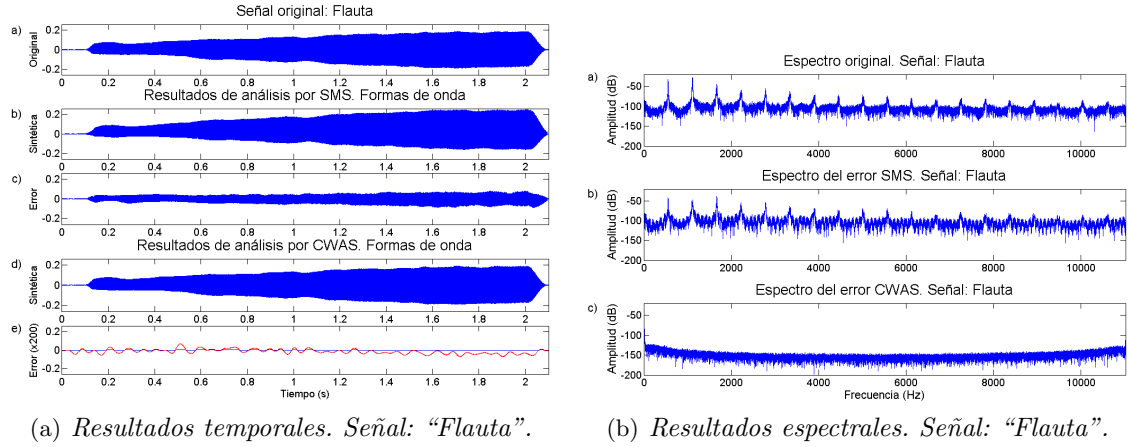 Señal original: Flauta
a)
Original
0.2
0
-0.2
0 0.2 0.4 0.6 0.8 1 1.2 1.4 1.6 1.8 2
Resultados de análisis por SMS. Formas de onda
b)
Sintética
0.2
0
-0.2
0 0.2 0.4 0.6 0.8 1 1.2 1.4 1.6 1.8 2
c)
Error
0.2
0
-0.2
0 0.2 0.4 0.6 0.8 1 1.2 1.4 1.6 1.8 2
Resultados de análisis por CWAS. Formas de onda
d)
Sintética
0.2
0
-0.2
0 0.2 0.4 0.6 0.8 1 1.2 1.4 1.6 1.8 2
e)
Error (x200)
0.2
0
-0.2
0 0.2 0.4 0.6 0.8 1 1.2 1.4 1.6 1.8 2
Tiempo (s)
(a) Resultados temporales. Señal: “Flauta”.
Espectro original. Señal: Flauta
a)
Amplitud (dB)
-50
-100
-150
-200
0 2000 4000 6000 8000 10000
Espectro del error SMS. Señal: Flauta
b)
Amplitud (dB)
-50
-100
-150
-200
0 2000 4000 6000 8000 10000
Espectro del error CWAS. Señal: Flauta
c)
Amplitud (dB)
-50
-100
-150
-200
0 2000 4000 6000 8000 10000
Frecuencia (Hz)
(b) Resultados espectrales. Señal: “Flauta”.